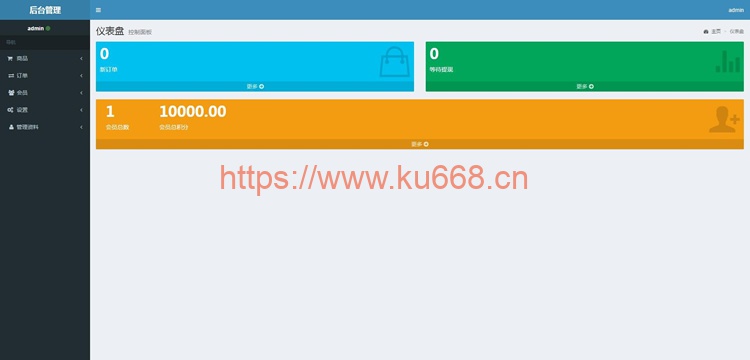 后台管理
admin
admin
导航
商品
订单
会员
设置
管理资料
仪表盘 控制面板
主页 > 仪表盘
0
新订单
更多
0
等待提现
更多
1
会员总数
10000.00
会员总积分
更多
https://www.ku668.cn